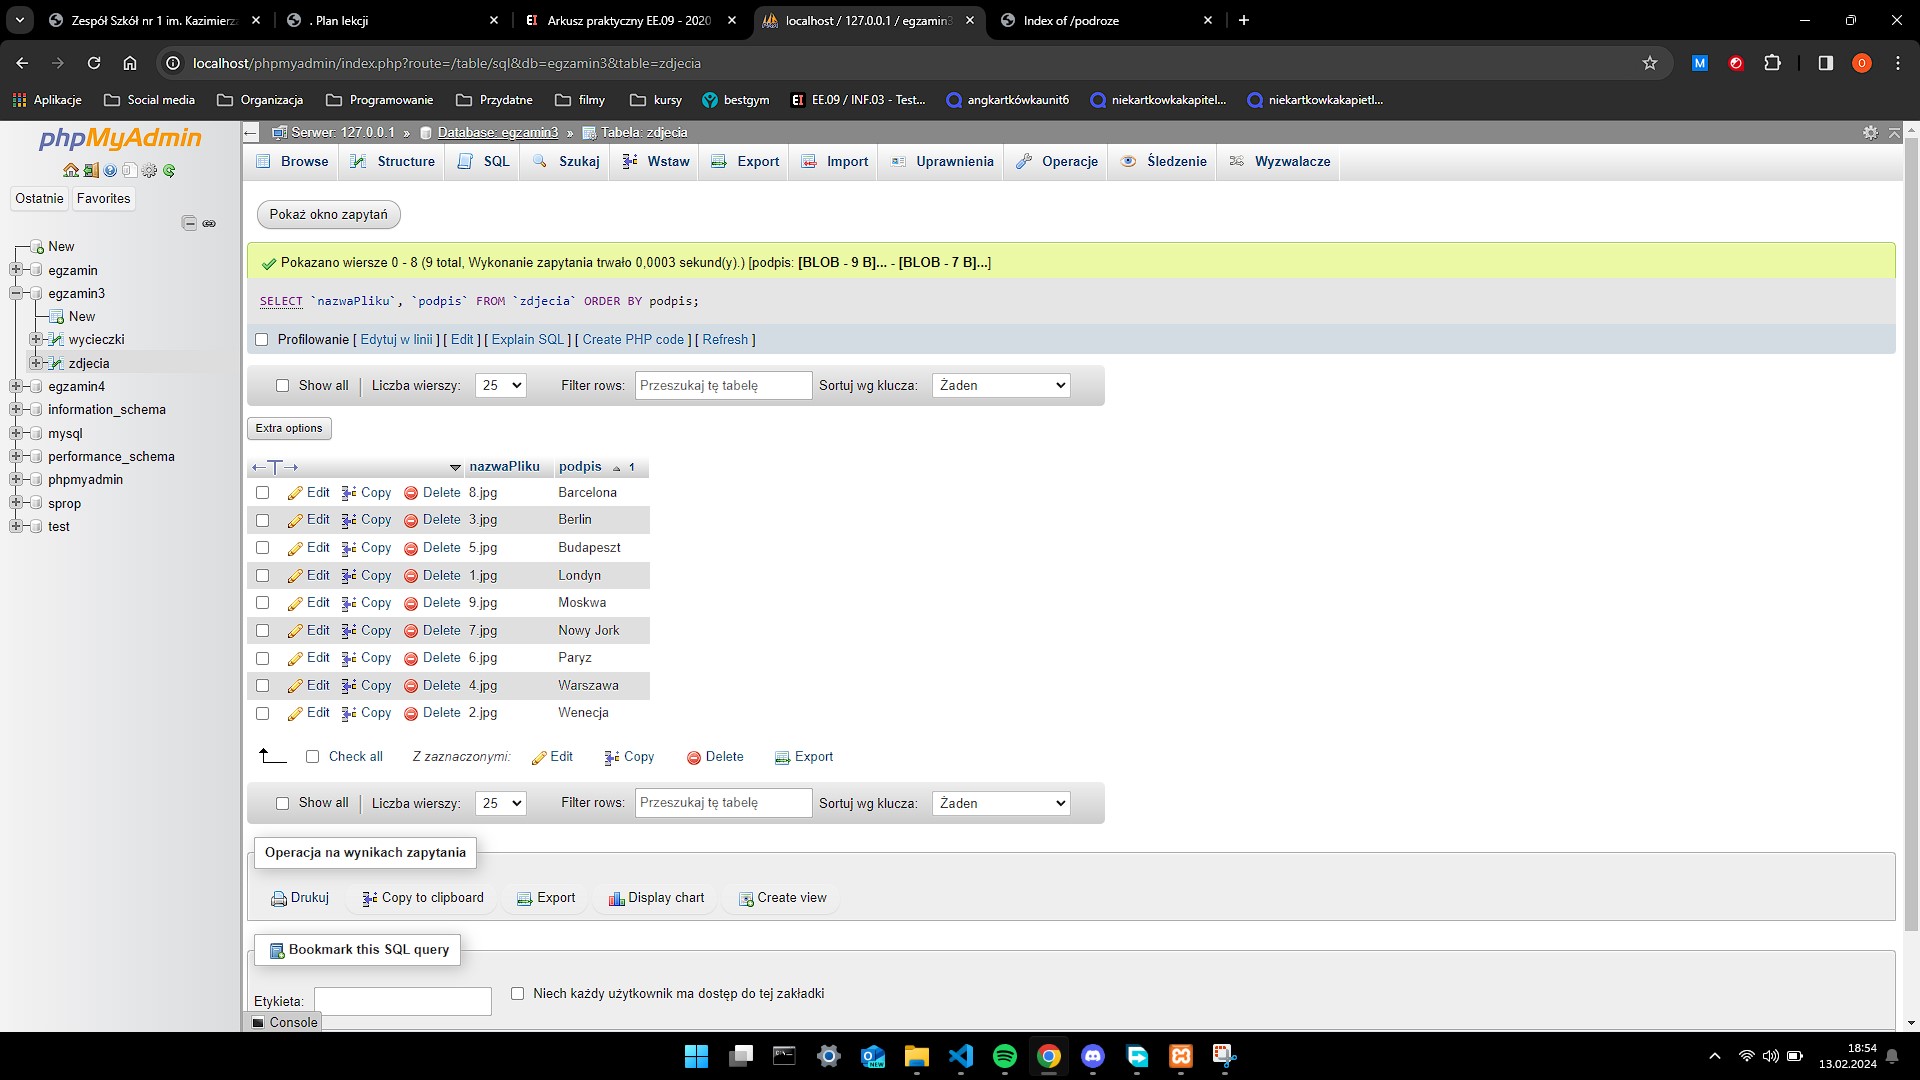 Zespół Szkół nr 1 im. Kazimierz
. Plan lekcji
EI Arkusz praktyczny EE.09 - 2020
localhost / 127.0.0.1 / egzamin3
Index of /podroze
localhost/phpmyadmin/index.php?route=/table/sql&db=egzamin3&table=zdjecia
M
O
Aplikacje
Social media
Organizacja
Programowanie
Przydatne
filmy
kursy
bestgym
EI EE.09 / INF.03 - Test...
angkartkówkaunit6
niekartkowkakapitel...
niekartkowkakapietl...
phpMyAdmin
Ostatnie
Favorites
New
egzamin
egzamin3
New
wycieczki
zdjecia
egzamin4
information_schema
mysql
performance_schema
phpmyadmin
sprop
test
Serwer: 127.0.0.1 » Database: egzamin3 » Tabela: zdjecia
Browse
Structure
SQL
Szukaj
Wstaw
Export
Import
Uprawnienia
Operacje
Śledzenie
Wyzwalacze
Pokaż okno zapytań
Pokazano wiersze 0 - 8 (9 total, Wykonanie zapytania trwało 0,0003 sekund(y).) [podpis: [BLOB - 9 B]... - [BLOB - 7 B]...]
SELECT `nazwaPliku`, `podpis` FROM `zdjecia` ORDER BY podpis;
Profilowanie [ Edytuj w linii ] [ Edit ] [ Explain SQL ] [ Create PHP code ] [ Refresh ]
Show all | Liczba wierszy: 25 Filter rows: Przeszukaj tę tabelę Sortuj wg klucza: Żaden
Extra options
←T→ nazwaPliku podpis 1
Edit Copy Delete 8.jpg Barcelona
Edit Copy Delete 3.jpg Berlin
Edit Copy Delete 5.jpg Budapeszt
Edit Copy Delete 1.jpg Londyn
Edit Copy Delete 9.jpg Moskwa
Edit Copy Delete 7.jpg Nowy Jork
Edit Copy Delete 6.jpg Paryz
Edit Copy Delete 4.jpg Warszawa
Edit Copy Delete 2.jpg Wenecja
Check all Z zaznaczonymi: Edit Copy Delete Export
Show all | Liczba wierszy: 25 Filter rows: Przeszukaj tę tabelę Sortuj wg klucza: Żaden
Operacja na wynikach zapytania
Drukuj Copy to clipboard Export Display chart Create view
Bookmark this SQL query
Etykieta: Niech każdy użytkownik ma dostęp do tej zakładki
Console
NEW
18:54
13.02.2024